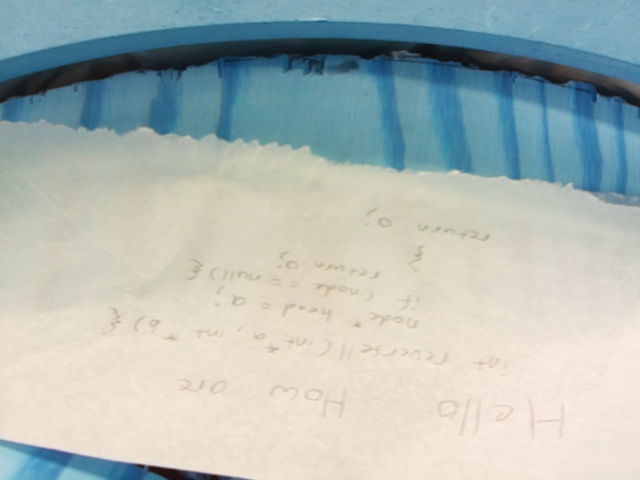 Hello How are
int reversell (int *a, int *b) {
node * head = a;
if (node == null) {
return 0;
}
return 0;